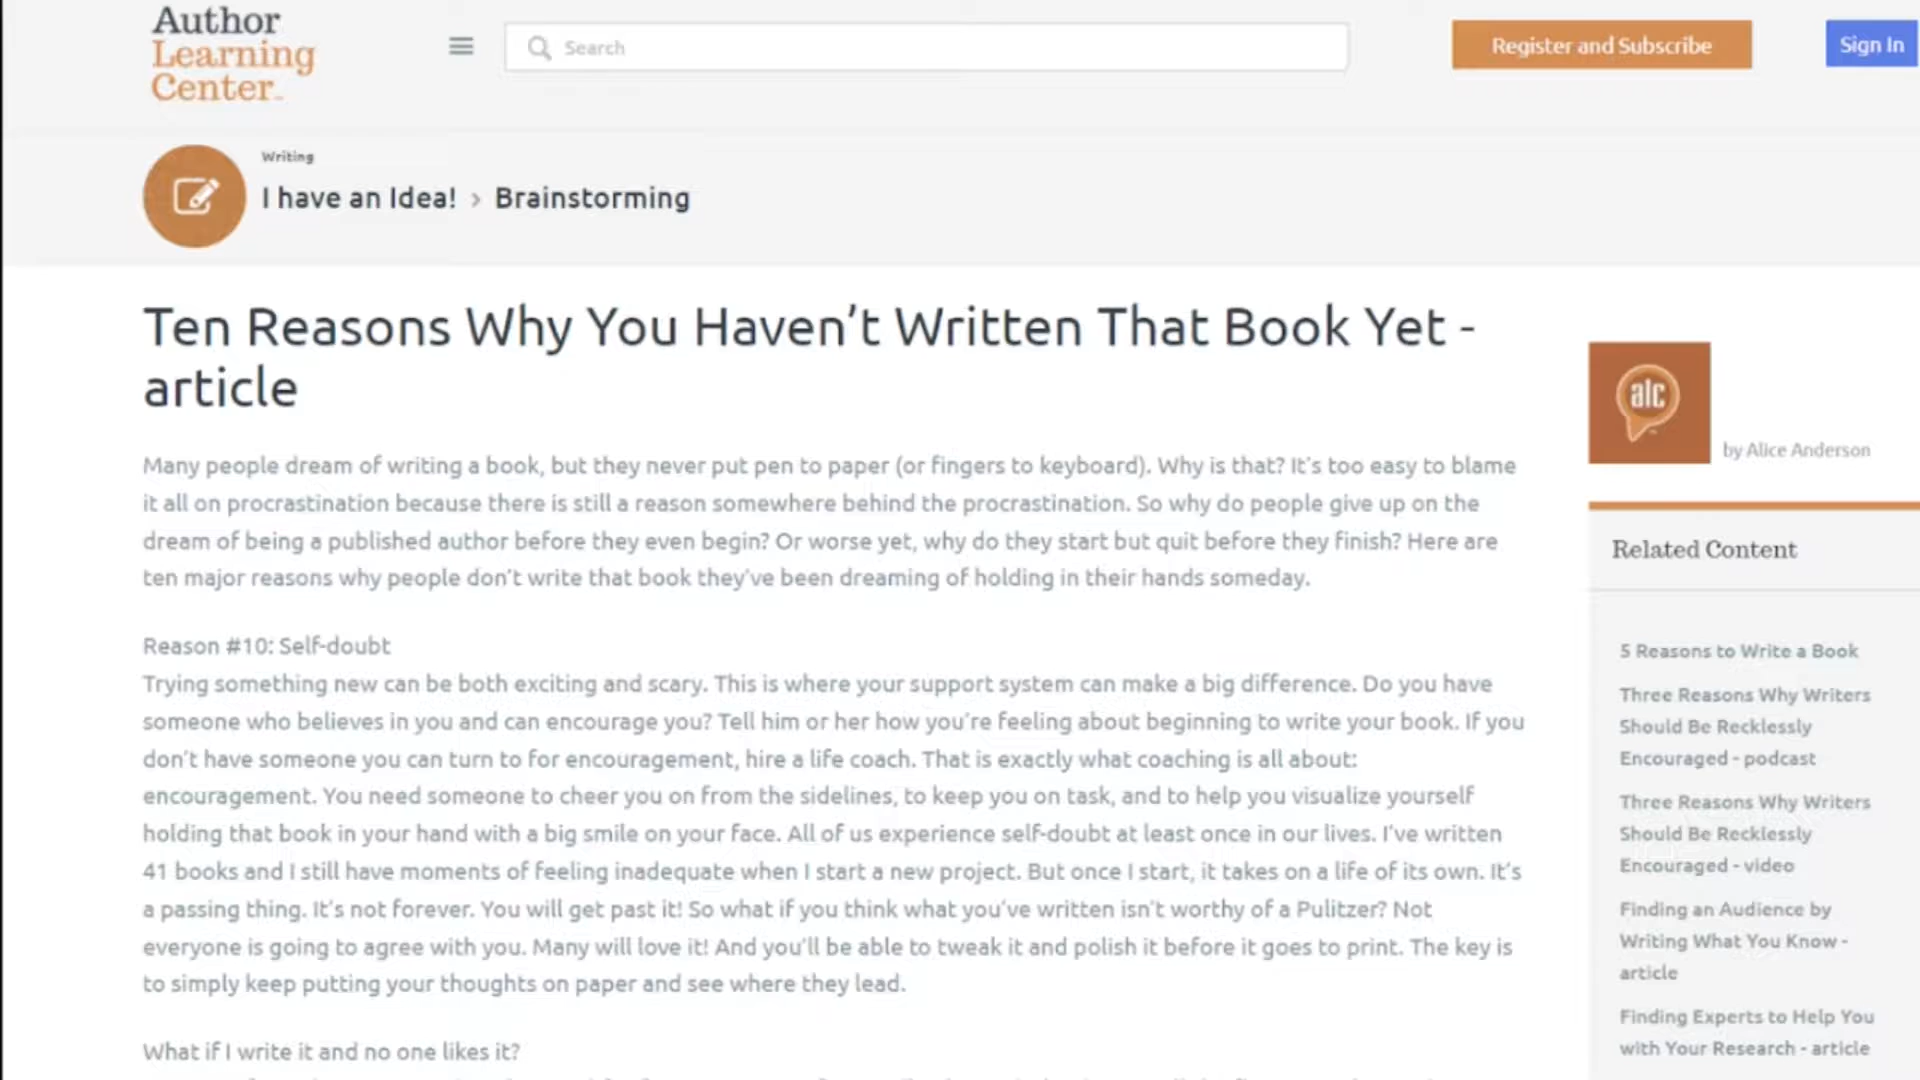 Author
Learning
Center
Search
Register and Subscribe
Sign In
Writing
I have an Idea! > Brainstorming
Ten Reasons Why You Haven’t Written That Book Yet -
article
alc
by Alice Anderson
Many people dream of writing a book, but they never put pen to paper (or fingers to keyboard). Why is that? It’s too easy to blame
it all on procrastination because there is still a reason somewhere behind the procrastination. So why do people give up on the
dream of being a published author before they even begin? Or worse yet, why do they start but quit before they finish? Here are
ten major reasons why people don’t write that book they’ve been dreaming of holding in their hands someday.
Reason #10: Self-doubt
Trying something new can be both exciting and scary. This is where your support system can make a big difference. Do you have
someone who believes in you and can encourage you? Tell him or her how you’re feeling about beginning to write your book. If you
don’t have someone you can turn to for encouragement, hire a life coach. That is exactly what coaching is all about:
encouragement. You need someone to cheer you on from the sidelines, to keep you on task, and to help you visualize yourself
holding that book in your hand with a big smile on your face. All of us experience self-doubt at least once in our lives. I’ve written
41 books and I still have moments of feeling inadequate when I start a new project. But once I start, it takes on a life of its own. It’s
a passing thing. It’s not forever. You will get past it! So what if you think what you’ve written isn’t worthy of a Pulitzer? Not
everyone is going to agree with you. Many will love it! And you’ll be able to tweak it and polish it before it goes to print. The key is
to simply keep putting your thoughts on paper and see where they lead.
What if I write it and no one likes it?
Related Content
5 Reasons to Write a Book
Three Reasons Why Writers
Should Be Recklessly
Encouraged - podcast
Three Reasons Why Writers
Should Be Recklessly
Encouraged - video
Finding an Audience by
Writing What You Know -
article
Finding Experts to Help You
with Your Research - article